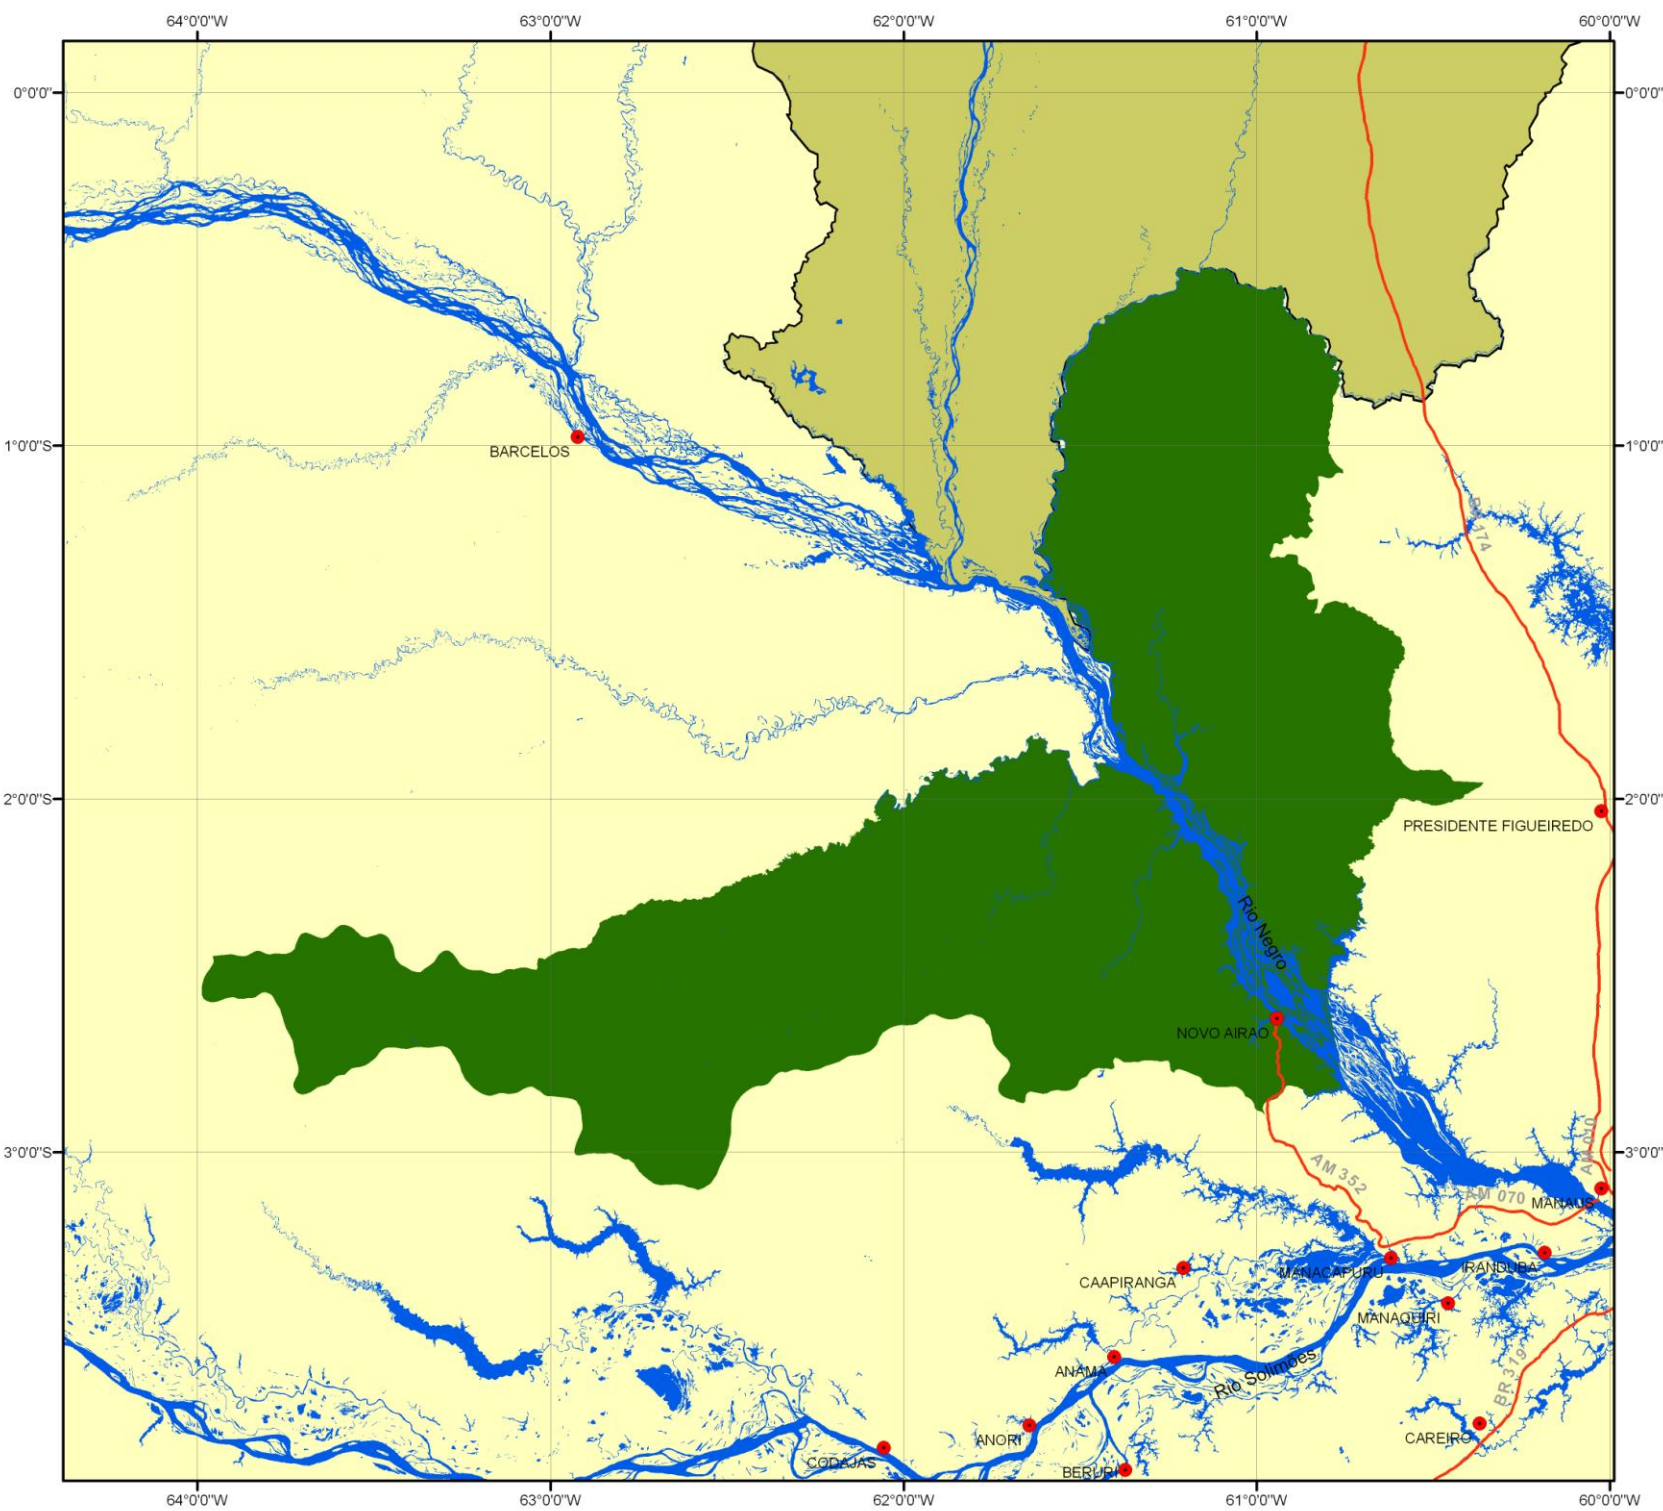 64°0'0"W 63°0'0"W 62°0'0"W 61°0'0"W 60°0'0"W
0°0'0" 0°0'0"
BARCELOS
1°0'0"S 1°0'0"
2°0'0"S 2°0'0"
PRESIDENTE FIGUEIREDO
Rio Negro
NOVO AIRAO
AM 010
3°0'0"S 3°0'0"
AM 352
AM 070
MANAUS
CAAPIRANGA
MANACAPURU
IRANDUBA
MANAQUIRI
ANAMA
Rio Solimões
BR 319
ANORI
CAREIRO
CODAJAS
BERURI
64°0'0"W 63°0'0"W 62°0'0"W 61°0'0"W 60°0'0"W